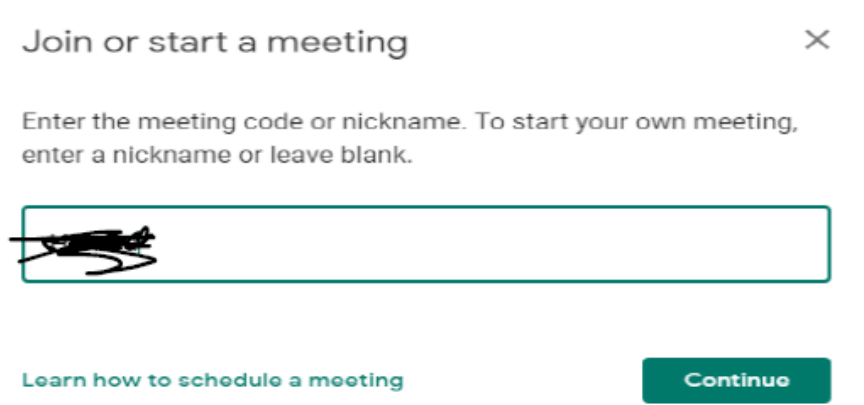 Join or start a meeting
Enter the meeting code or nickname. To start your own meeting,
enter a nickname or leave blank.
Learn how to schedule a meeting
Continue